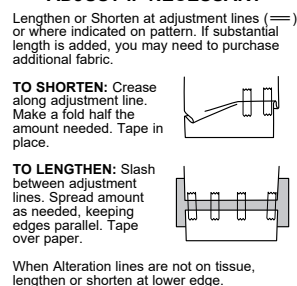 ADJUST IF NECESSARY
Lengthen or Shorten at adjustment lines (═)
or where indicated on pattern. If substantial
length is added, you may need to purchase
additional fabric.
TO SHORTEN: Crease
along adjustment line.
Make a fold half the
amount needed. Tape in
place.
TO LENGTHEN: Slash
between adjustment
lines. Spread amount
as needed, keeping
edges parallel. Tape
over paper.
When Alteration lines are not on tissue,
lengthen or shorten at lower edge.